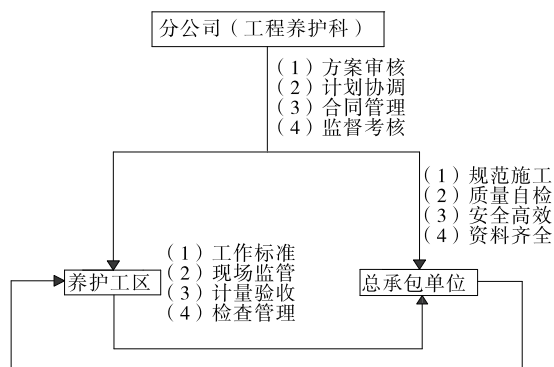 分公司（工程养护科）
（1）方案审核
（2）计划协调
（3）合同管理
（4）监督考核
（1）规范施工
（2）质量自检
（3）安全高效
（4）资料齐全
（1）工作标准
（2）现场监管
（3）计量验收
（4）检查管理
养护工区
总承包单位